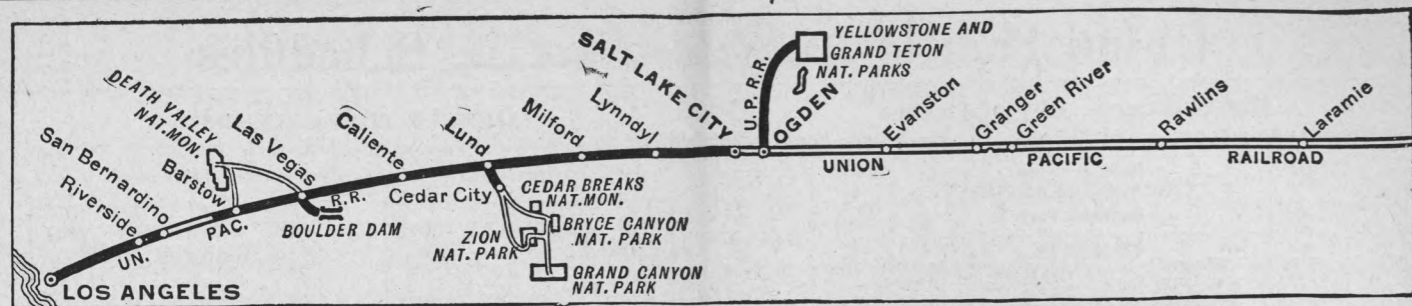 YELLOWSTONE AND
GRAND TETON
NAT. PARKS
SALT LAKE CITY
U.P. R.R.
OGDEN
DEATH VALLEY
NAT. MON.
Las Vegas
Caliente
Lund
Milford
Lynndyl
Evanston
Granger
Green River
Rawlins
Laramie
San Bernardino
Riverside
Barstow
UN.
PAC.
R.R.
BOULDER DAM
Cedar City
CEDAR BREAKS
NAT. MON.
BRYCE CANYON
NAT. PARK
ZION
NAT. PARK
GRAND CANYON
NAT. PARK
UNION
PACIFIC
RAILROAD
LOS ANGELES